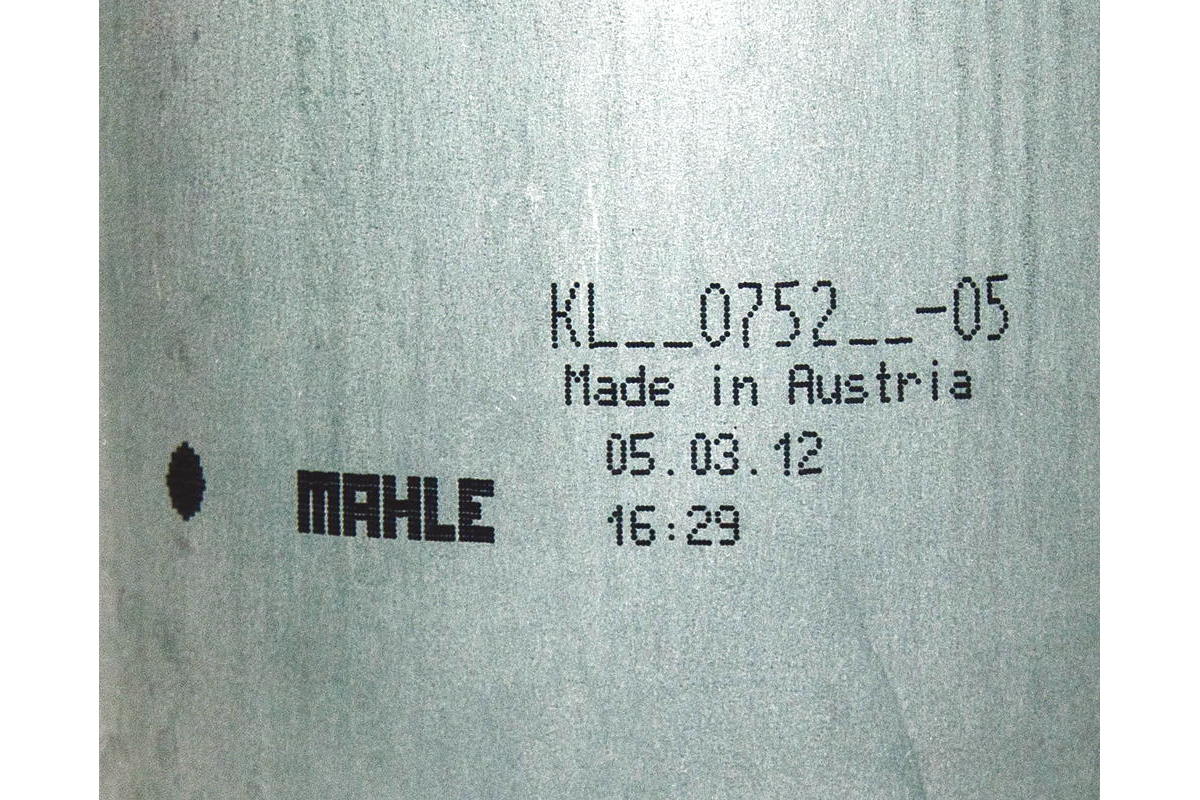 KL__0752__-05
Made in Austria
05.03.12
MAHLE
16:29